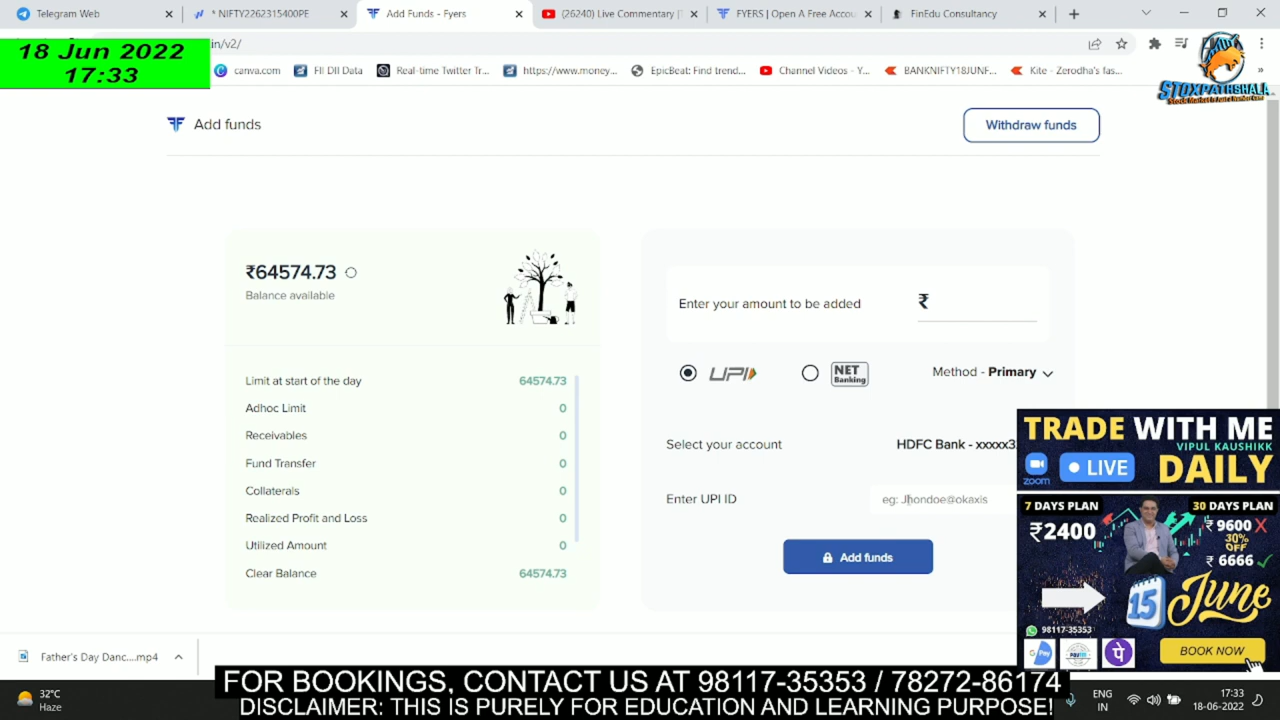 Telegram Web
* NIFTY2262315400PE
Add Funds - Fyers
(26240) Live Commentary [
FYERS | Open A Free Accou
FinEdu Consultancy
18 Jun 2022
17:33
in/v2/
canva.com
FII DII Data
Real-time Twitter Tr...
https://www.money...
EpicBeat: Find trend...
Channel Videos - Y...
BANKNIFTY18JUNF...
Kite - Zerodha's fas...
»
STOXPATHSHALA
Add funds
Withdraw funds
₹64574.73
Balance available
Limit at start of the day 64574.73
Adhoc Limit 0
Receivables 0
Fund Transfer 0
Collaterals 0
Realized Profit and Loss 0
Utilized Amount 0
Clear Balance 64574.73
Enter your amount to be added ₹
UPI
NET
Banking
Method - Primary
Select your account HDFC Bank - xxxxx3
Enter UPI ID eg: Jhondoe@okaxis
Add funds
TRADE WITH ME
VIPUL KAUSHIKK
zoom
LIVE
DAILY
7 DAYS PLAN
₹2400
30 DAYS PLAN
₹ 9600 X
30%
OFF
₹ 6666
15 June
98117-35353
G Pay
BOOK NOW
Father's Day Danc....mp4
FOR BOOKINGS, CONTACT US AT 98117-35353 / 78272-86174
DISCLAIMER: THIS IS PURELY FOR EDUCATION AND LEARNING PURPOSE!
32°C
Haze
ENG
IN
17:33
18-06-2022